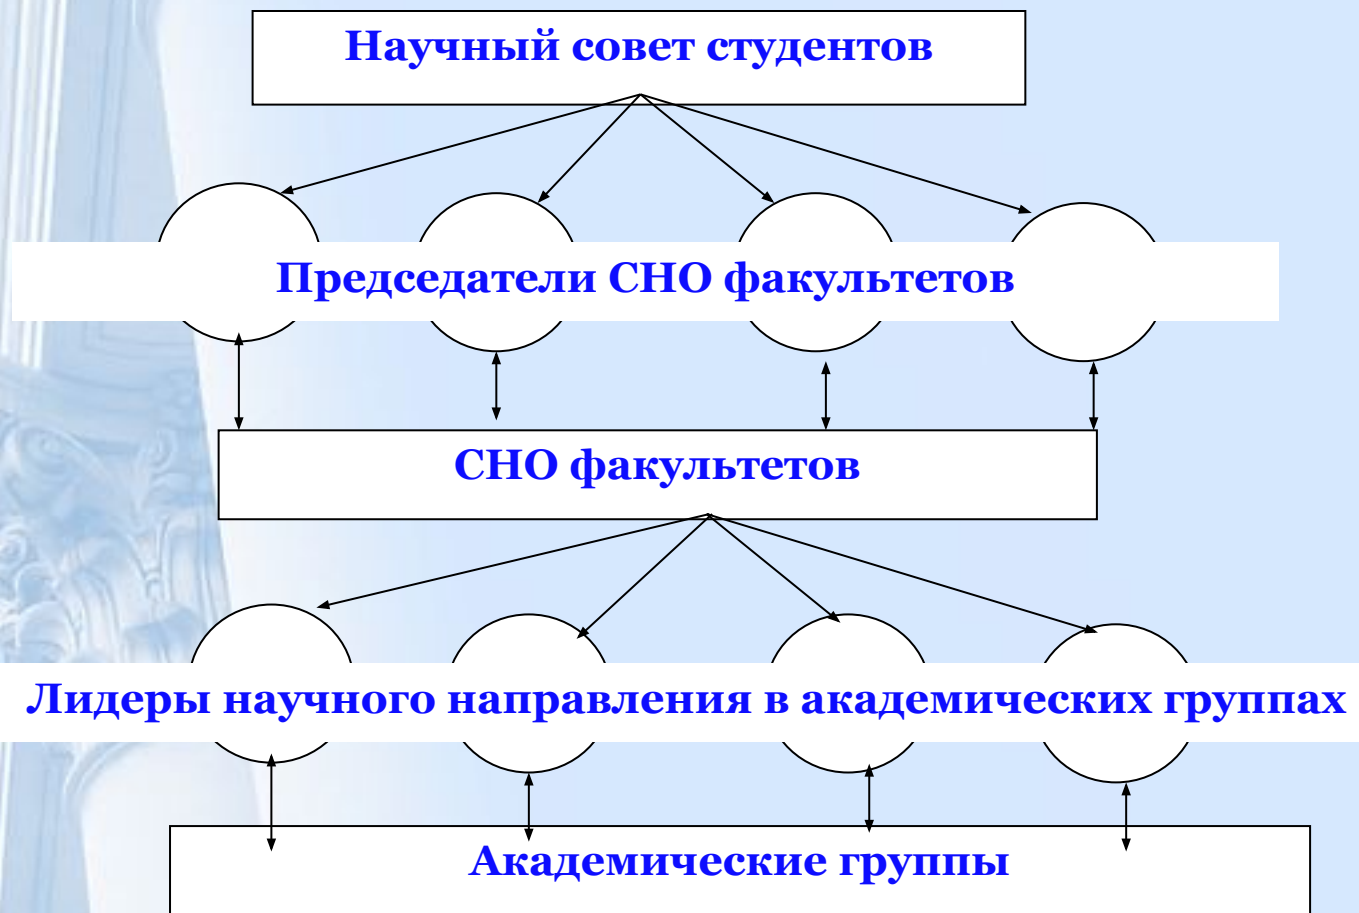 Научный совет студентов
Председатели СНО факультетов
СНО факультетов
Лидеры научного направления в академических группах
Академические группы